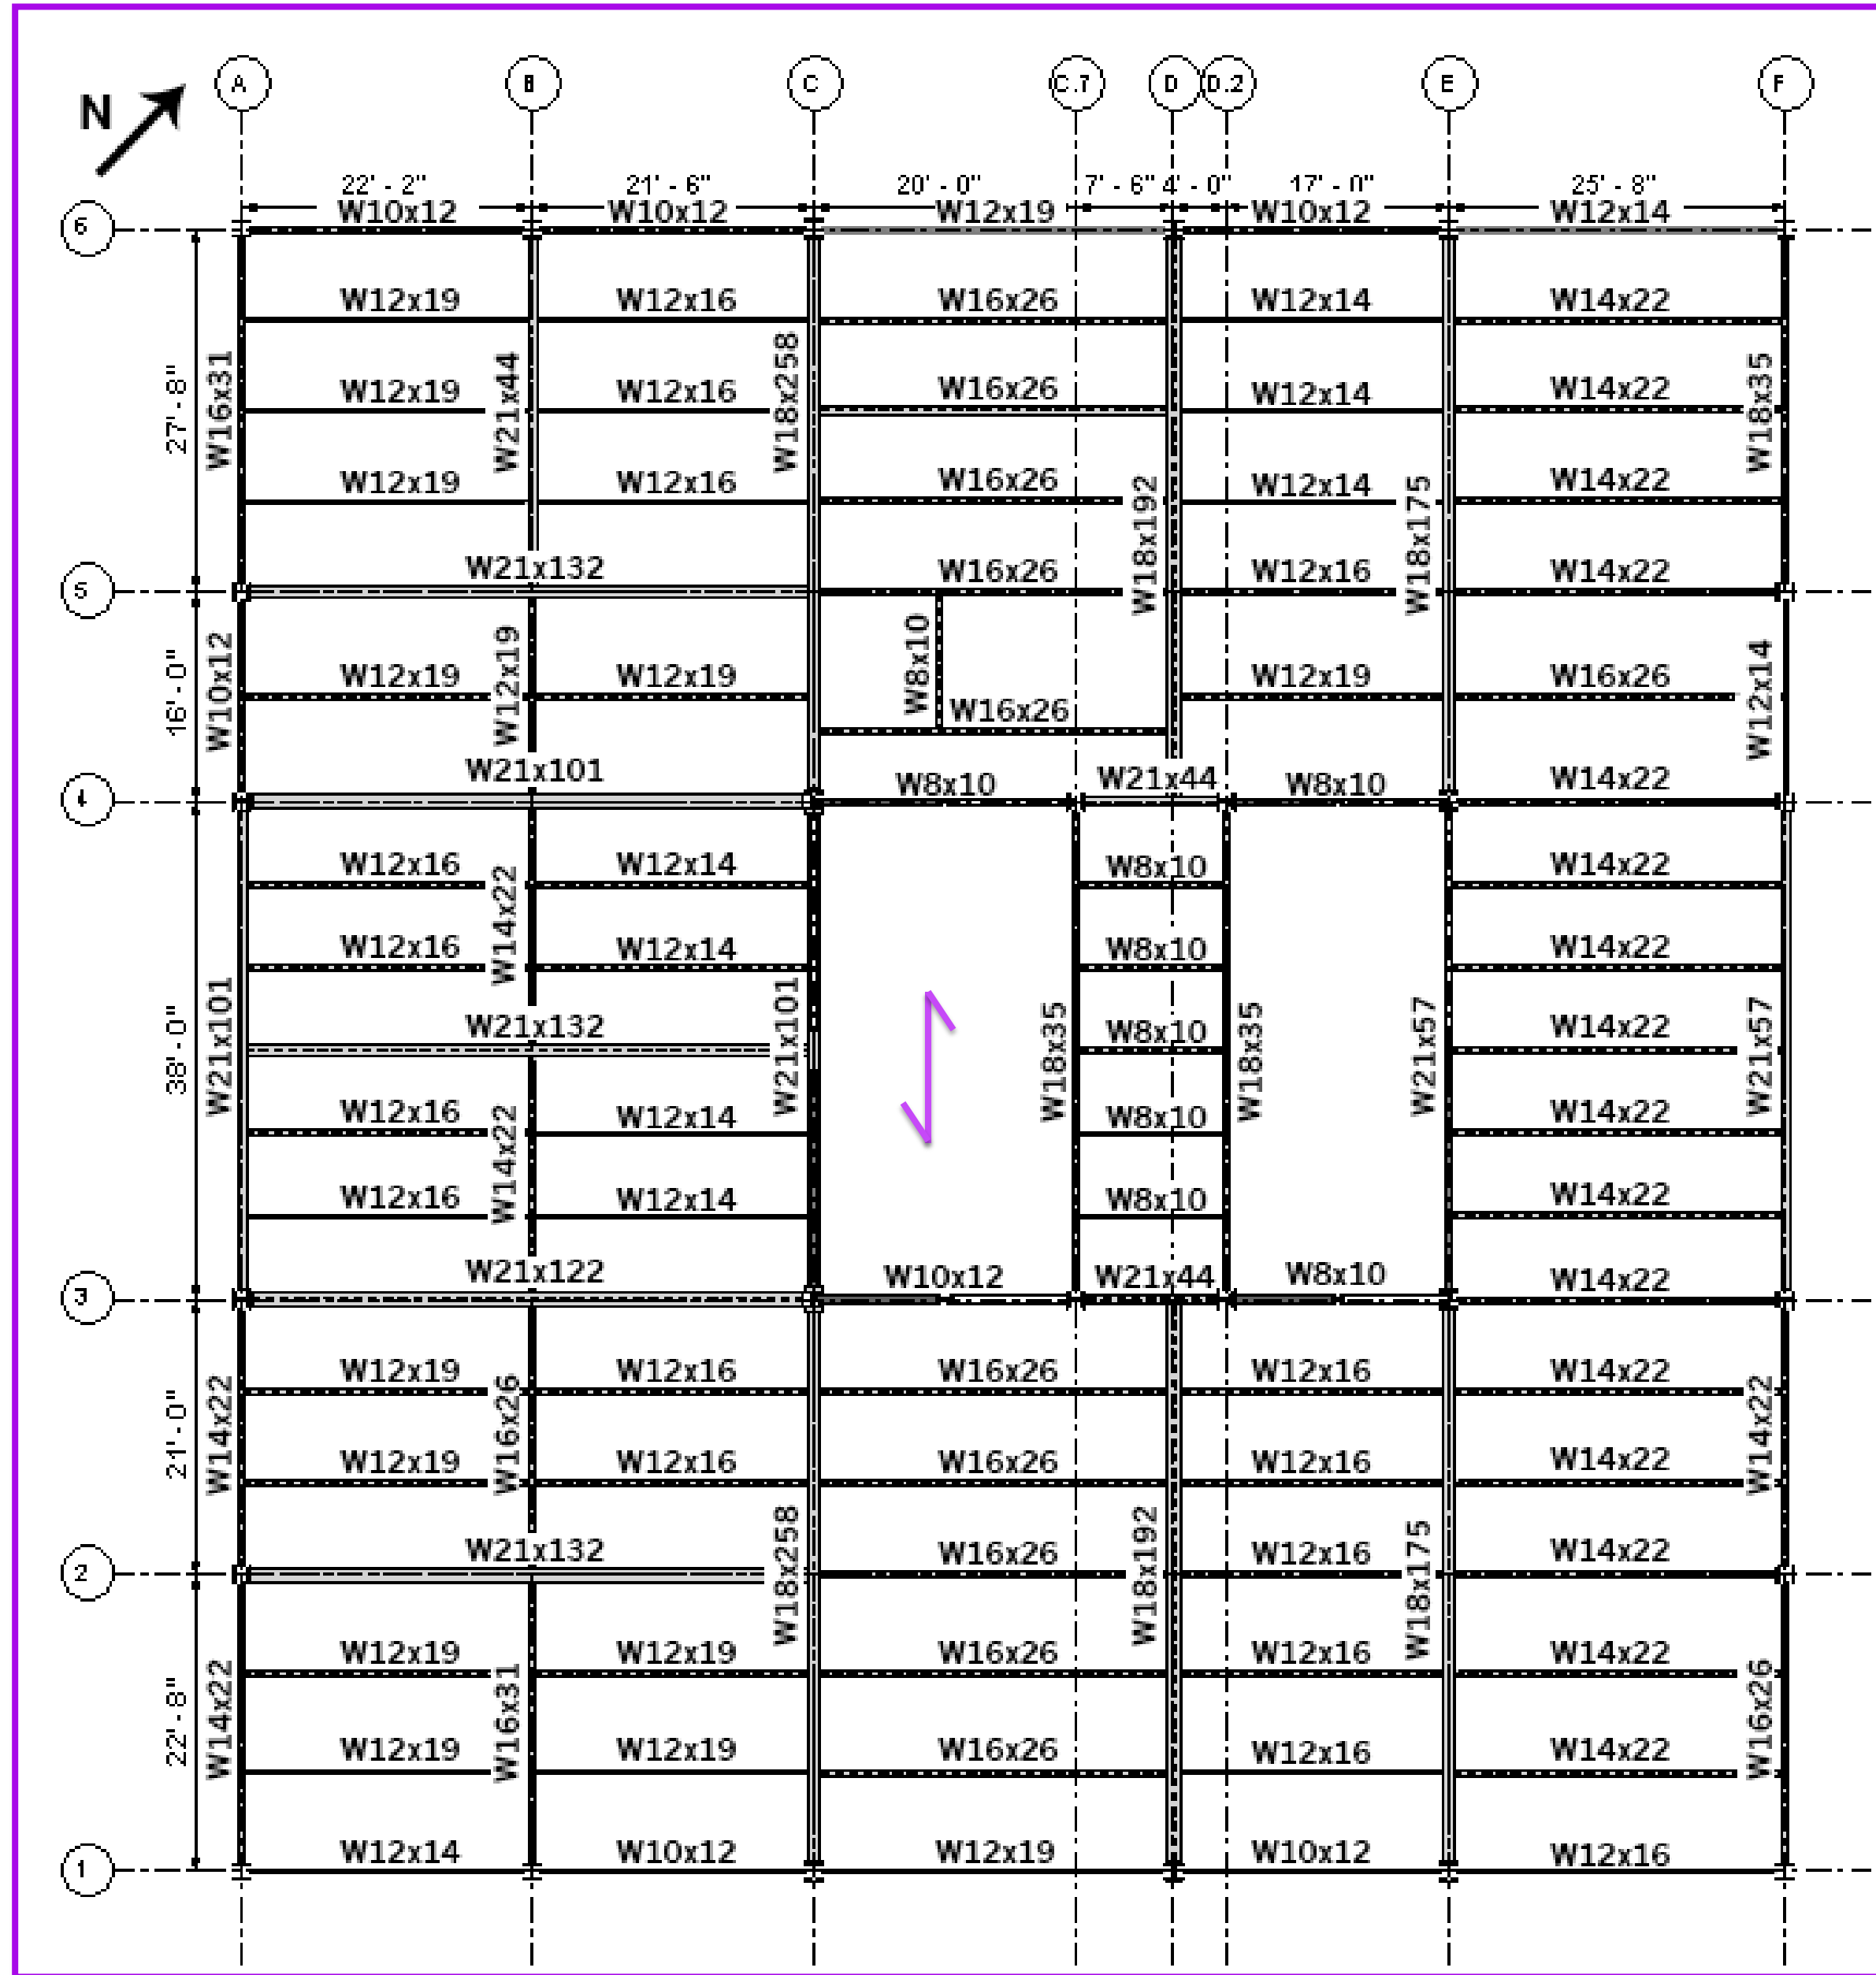 A B C C.7 D D.2 E F
N
22' - 2" 21' - 6" 20' - 0" 7' - 6" 4' - 0" 17' - 0" 25' - 8"
6 W10x12 W10x12 W12x19 W10x12 W12x14
W12x19 W12x16 W16x26 W12x14 W14x22
27' - 8" W16x31 W21x44 W18x258 W18x35
W12x19 W12x16 W16x26 W12x14 W14x22
W12x19 W12x16 W16x26 W12x14 W14x22
W18x192 W18x175
5 W21x132 W16x26 W12x16 W14x22
16' - 0" W10x12 W12x19 W8x10 W12x14
W12x19 W12x19 W12x19 W16x26
W16x26
4 W21x101 W8x10 W21x44 W8x10 W14x22
W12x16 W12x14 W8x10 W14x22
W14x22
W12x16 W12x14 W8x10 W14x22
38' - 0" W21x101 W21x101 W18x35 W18x35 W21x57 W21x57
W21x132 W8x10 W14x22
W12x16 W12x14 W8x10 W14x22
W14x22
W12x16 W12x14 W8x10 W14x22
3 W21x122 W10x12 W21x44 W8x10 W14x22
W12x19 W12x16 W16x26 W12x16 W14x22
21' - 0" W14x22 W16x26 W14x22
W12x19 W12x16 W16x26 W12x16 W14x22
2 W21x132 W16x26 W12x16 W14x22
W18x258 W18x192 W18x175
W12x19 W12x19 W16x26 W12x16 W14x22
22' - 8" W14x22 W16x31 W16x26
W12x19 W12x19 W16x26 W12x16 W14x22
1 W12x14 W10x12 W12x19 W10x12 W12x16